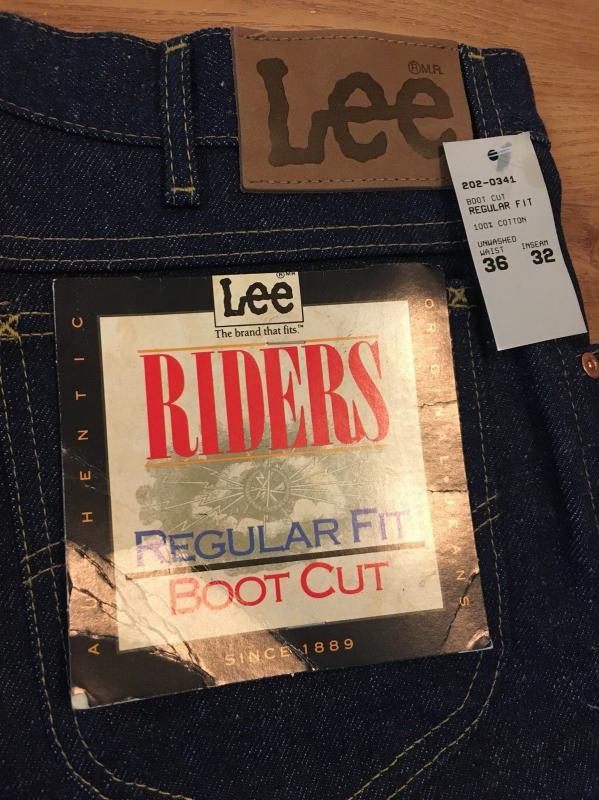 Lee
®M.R.
202-0341
BOOT CUT
REGULAR FIT
100% COTTON
UNWASHED
WAIST INSEAM
36 32
Lee
®M.R.
The brand that fits.™
RIDERS
REGULAR FIT
BOOT CUT
AUTHENTIC
ORIGINAL JEANS
SINCE 1889